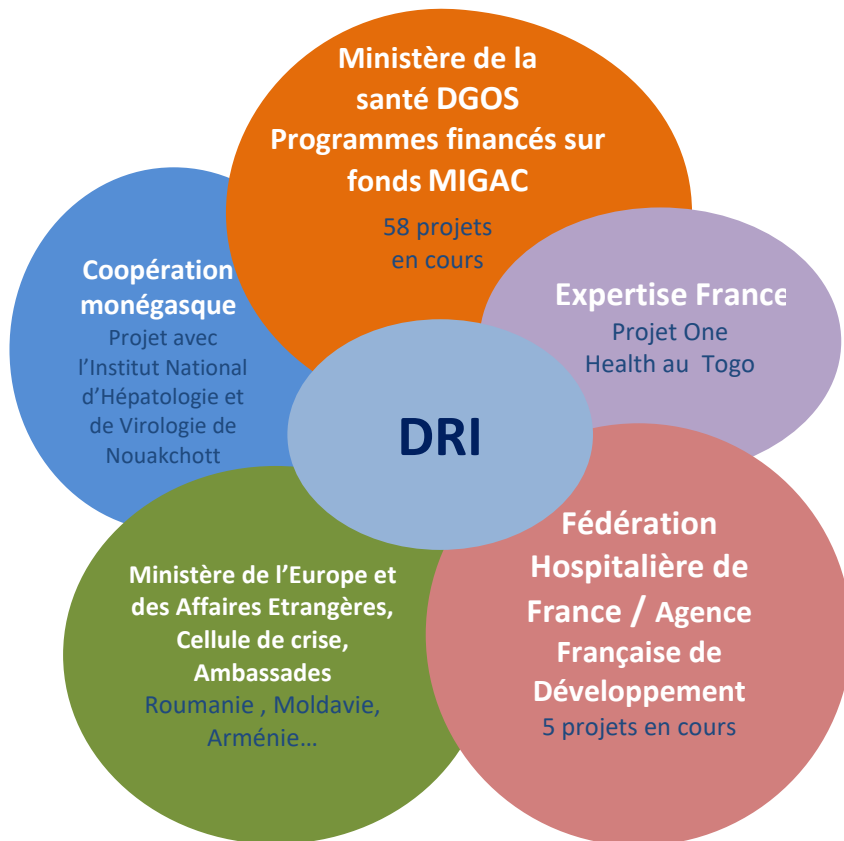 Ministère de la
santé DGOS
Programmes financés sur
fonds MIGAC
58 projets
en cours
Coopération
monégasque
Projet avec
l’Institut National
d’Hépatologie et
de Virologie de
Nouakchott
Expertise France
Projet One
Health au Togo
DRI
Ministère de l’Europe et
des Affaires Etrangères,
Cellule de crise,
Ambassades
Roumanie , Moldavie,
Arménie…
Fédération
Hospitalière de
France / Agence
Française de
Développement
5 projets en cours